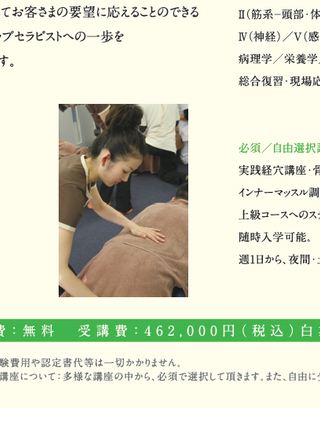 てお客さまの要望に応えることのできる
ップセラピストへの一歩を
す。
Ⅱ（筋系−頭部・体
Ⅳ（神経）／Ⅴ（感
病理学／栄養学
総合復習・現場応
必須／自由選択
実践経穴講座・
インナーマッスル調
上級コースへのス
随時入学可能。
週1日から、夜間・
費：無料　受講費：462,000円（税込）白
験費用や認定書代等は一切かかりません。
講座について：多様な講座の中から、必須で選択して頂きます。また、自由に